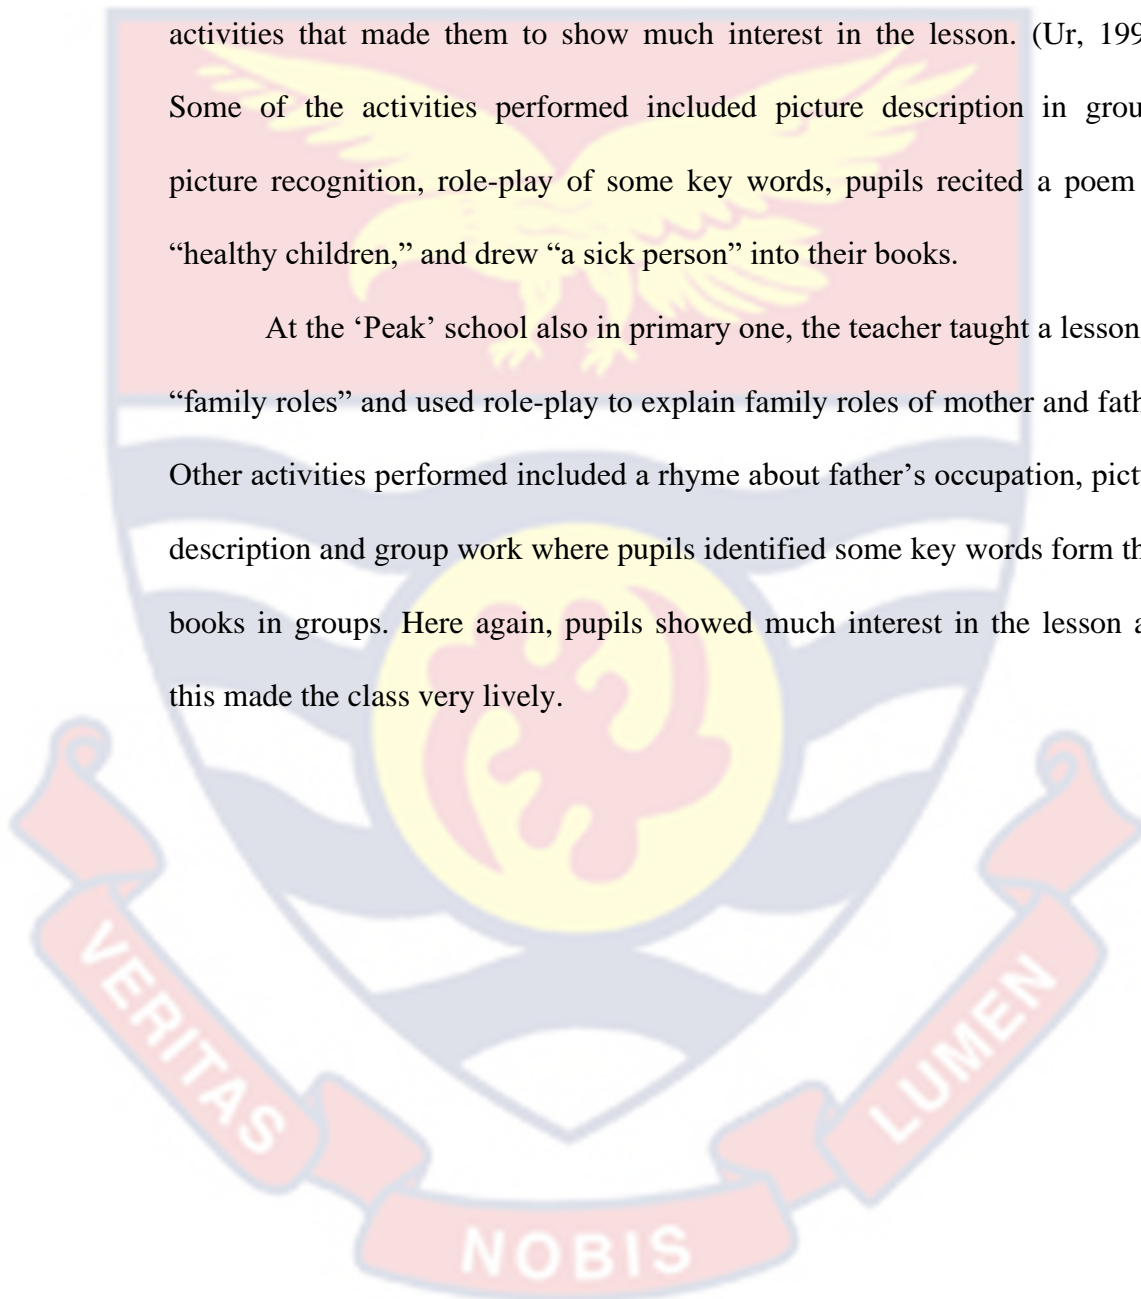 activities that made them to show much interest in the lesson. (Ur, 199
Some of the activities performed included picture description in grou
picture recognition, role-play of some key words, pupils recited a poem
“healthy children,” and drew “a sick person” into their books.
At the ‘Peak’ school also in primary one, the teacher taught a lesson
“family roles” and used role-play to explain family roles of mother and fath
Other activities performed included a rhyme about father’s occupation, pictu
description and group work where pupils identified some key words form th
books in groups. Here again, pupils showed much interest in the lesson a
this made the class very lively.
VERITAS
NOBIS
LUMEN